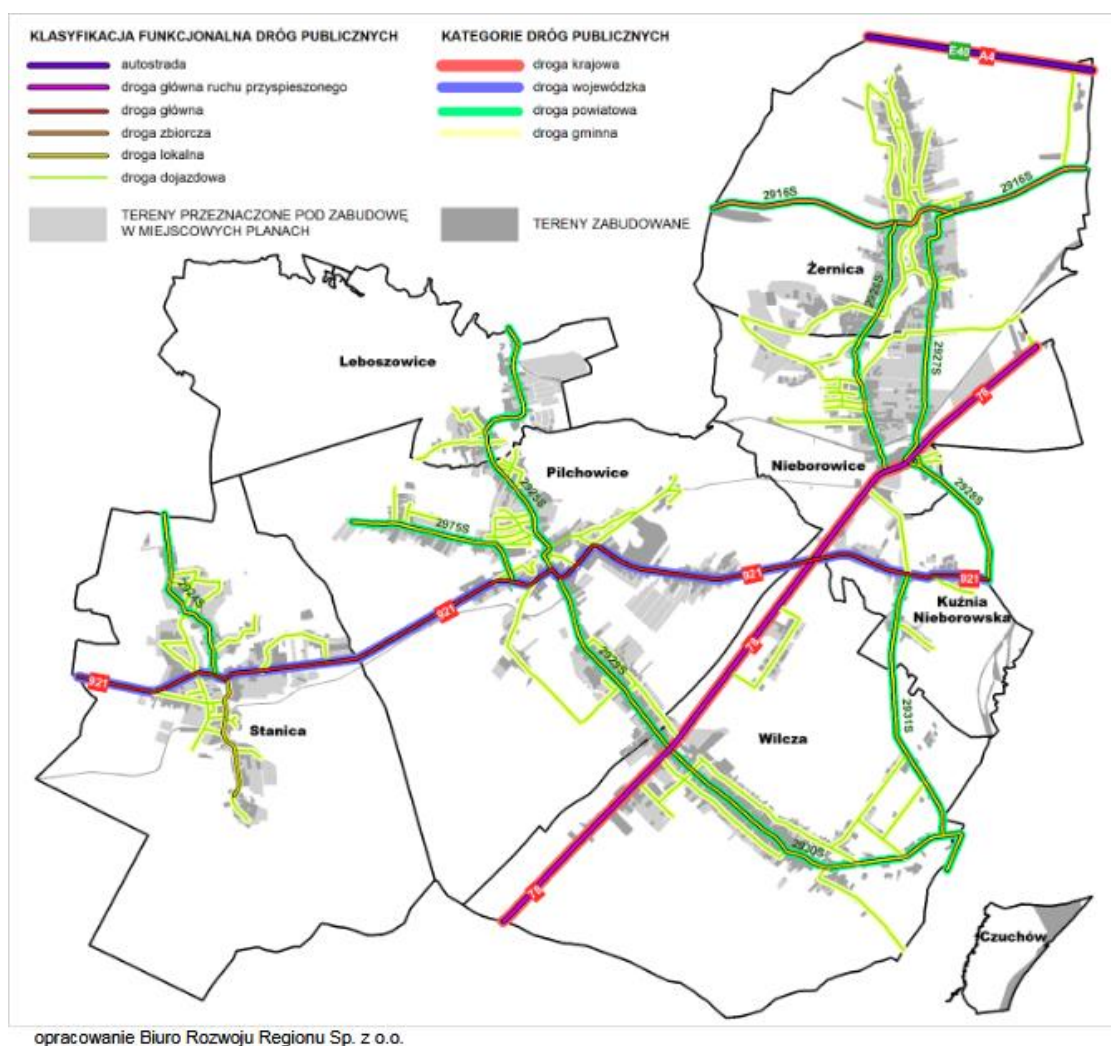 KLASYFIKACJA FUNKCJONALNA DRÓG PUBLICZNYCH
autostrada
droga główna ruchu przyspieszonego
droga główna
droga zbiorcza
droga lokalna
droga dojazdowa
TERENY PRZEZNACZONE POD ZABUDOWĘ
W MIEJSCOWYCH PLANACH
KATEGORIE DRÓG PUBLICZNYCH
droga krajowa
droga wojewódzka
droga powiatowa
droga gminna
TERENY ZABUDOWANE
E40 A4
2916S
2916S
Żernica
2926S
2927S
78
Leboszowice
Nieborowice
Pilchowice
2925S
2928S
2975S
921
921
Kuźnia
Nieborowska
2924S
921
78
921
2929S
2931S
Stanica
Wilcza
2930S
78
Czuchów
opracowanie Biuro Rozwoju Regionu Sp. z o.o.